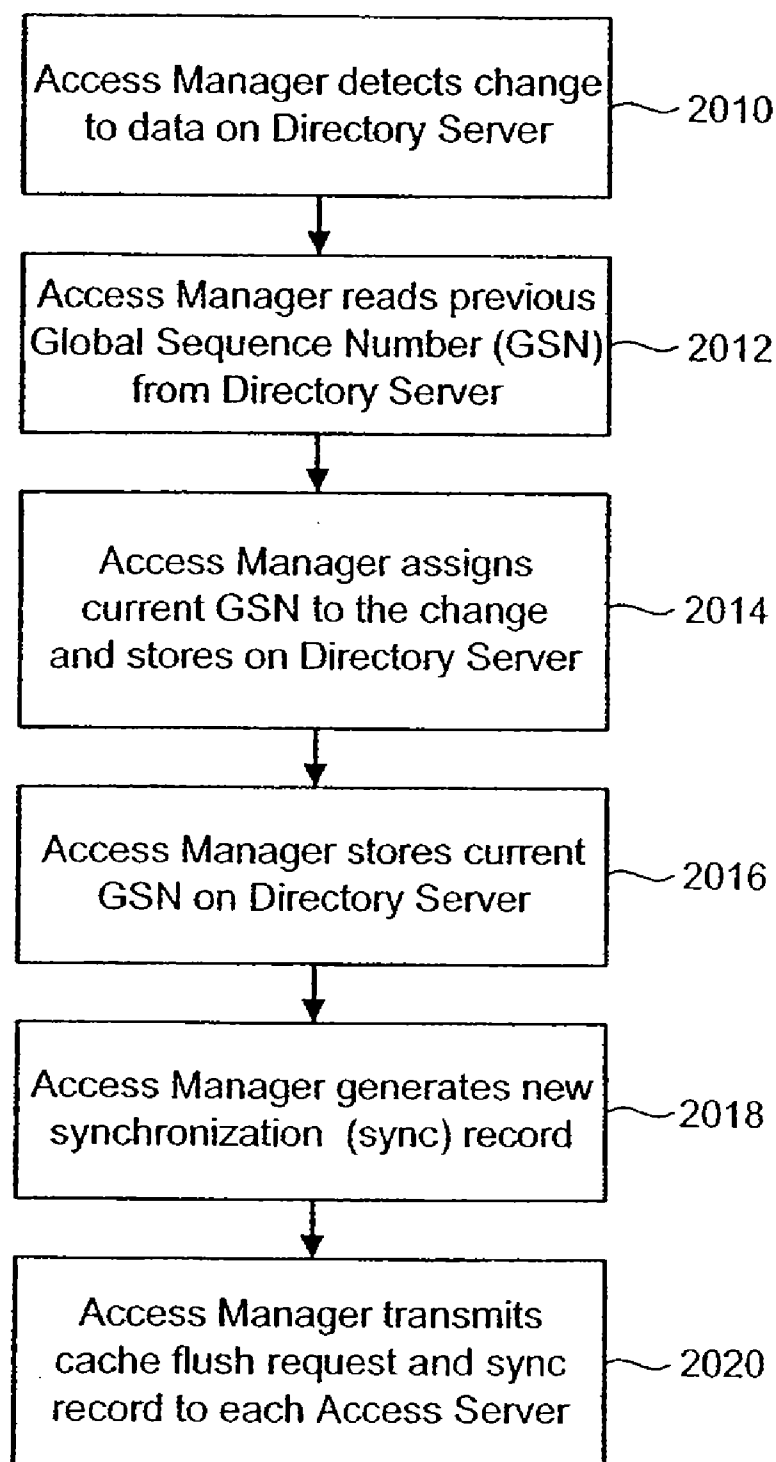 Access Manager detects change
to data on Directory Server
2010
Access Manager reads previous
Global Sequence Number (GSN)
from Directory Server
2012
Access Manager assigns
current GSN to the change
and stores on Directory Server
2014
Access Manager stores current
GSN on Directory Server
2016
Access Manager generates new
synchronization (sync) record
2018
Access Manager transmits
cache flush request and sync
record to each Access Server
2020